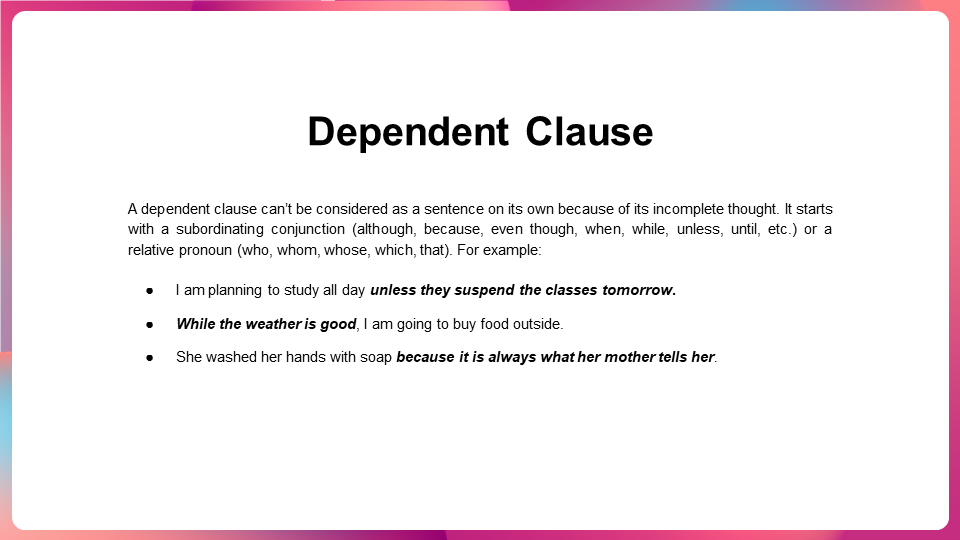 Dependent Clause
A dependent clause can’t be considered as a sentence on its own because of its incomplete thought. It starts
with a subordinating conjunction (although, because, even though, when, while, unless, until, etc.) or a
relative pronoun (who, whom, whose, which, that). For example:
● I am planning to study all day unless they suspend the classes tomorrow.
● While the weather is good, I am going to buy food outside.
● She washed her hands with soap because it is always what her mother tells her.